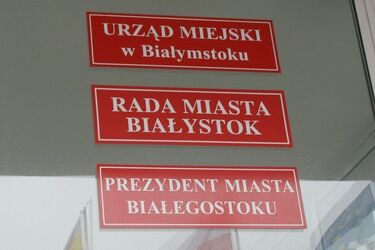 URZĄD MIEJSKI
w Białymstoku
RADA MIASTA
BIAŁYSTOK
PREZYDENT MIASTA
BIAŁEGOSTOKU